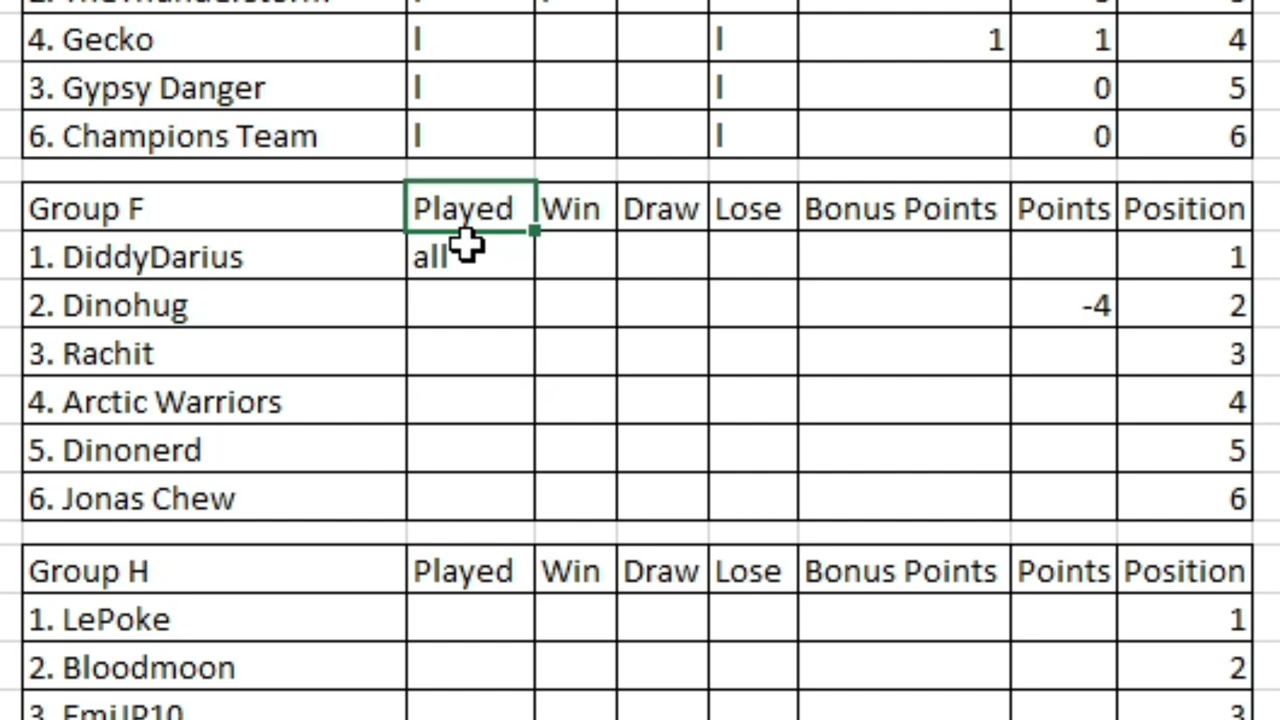 4. Gecko l l 1 1 4
3. Gypsy Danger l l 0 5
6. Champions Team l l 0 6
Group F Played Win Draw Lose Bonus Points Points Position
1. DiddyDarius all 1
2. Dinohug -4 2
3. Rachit 3
4. Arctic Warriors 4
5. Dinonerd 5
6. Jonas Chew 6
Group H Played Win Draw Lose Bonus Points Points Position
1. LePoke 1
2. Bloodmoon 2
3. EmiJP10 3